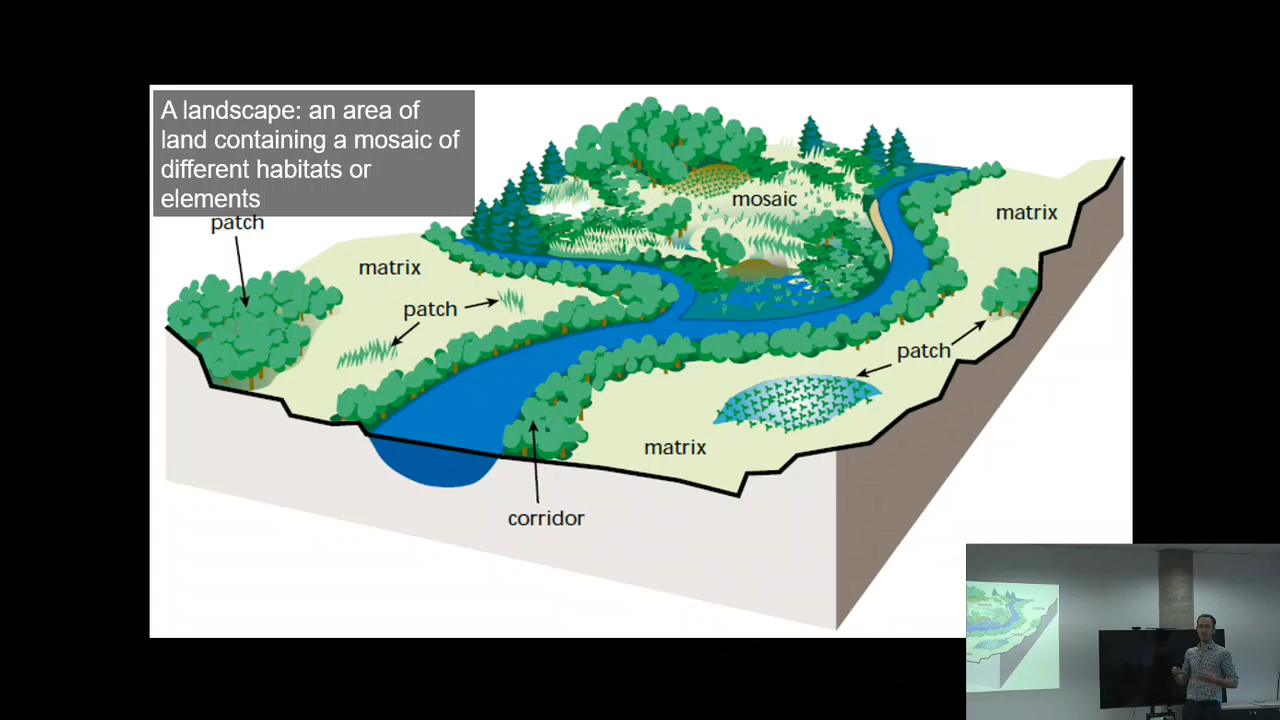 A landscape: an area of
land containing a mosaic of
different habitats or
elements
patch
mosaic
matrix
matrix
patch
patch
matrix
corridor